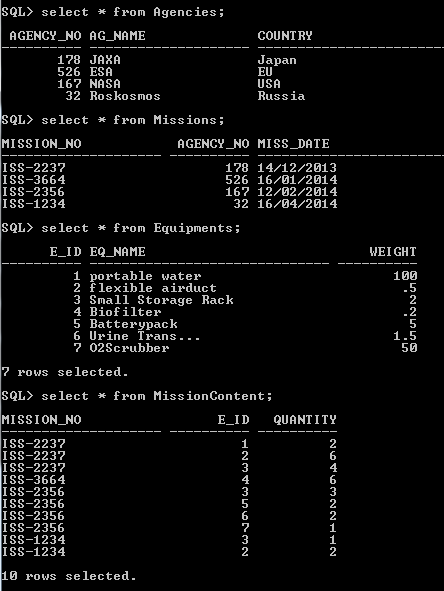 SQL> select * from Agencies;
AGENCY_NO AG_NAME COUNTRY
178 JAXA Japan
526 ESA EU
167 NASA USA
32 Roskosmos Russia
SQL> select * from Missions;
MISSION_NO AGENCY_NO MISS_DATE
ISS-2237 178 14/12/2013
ISS-3664 526 16/01/2014
ISS-2356 167 12/02/2014
ISS-1234 32 16/04/2014
SQL> select * from Equipments;
E_ID EQ_NAME WEIGHT
1 portable water 100
2 flexible airduct .5
3 Small Storage Rack 2
4 Biofilter .2
5 Batterypack 5
6 Urine Trans... 1.5
7 O2Scrubber 50
7 rows selected.
SQL> select * from MissionContent;
MISSION_NO E_ID QUANTITY
ISS-2237 1 2
ISS-2237 2 6
ISS-2237 3 4
ISS-3664 4 6
ISS-2356 3 3
ISS-2356 5 2
ISS-2356 6 2
ISS-2356 7 1
ISS-1234 3 1
ISS-1234 2 2
10 rows selected.